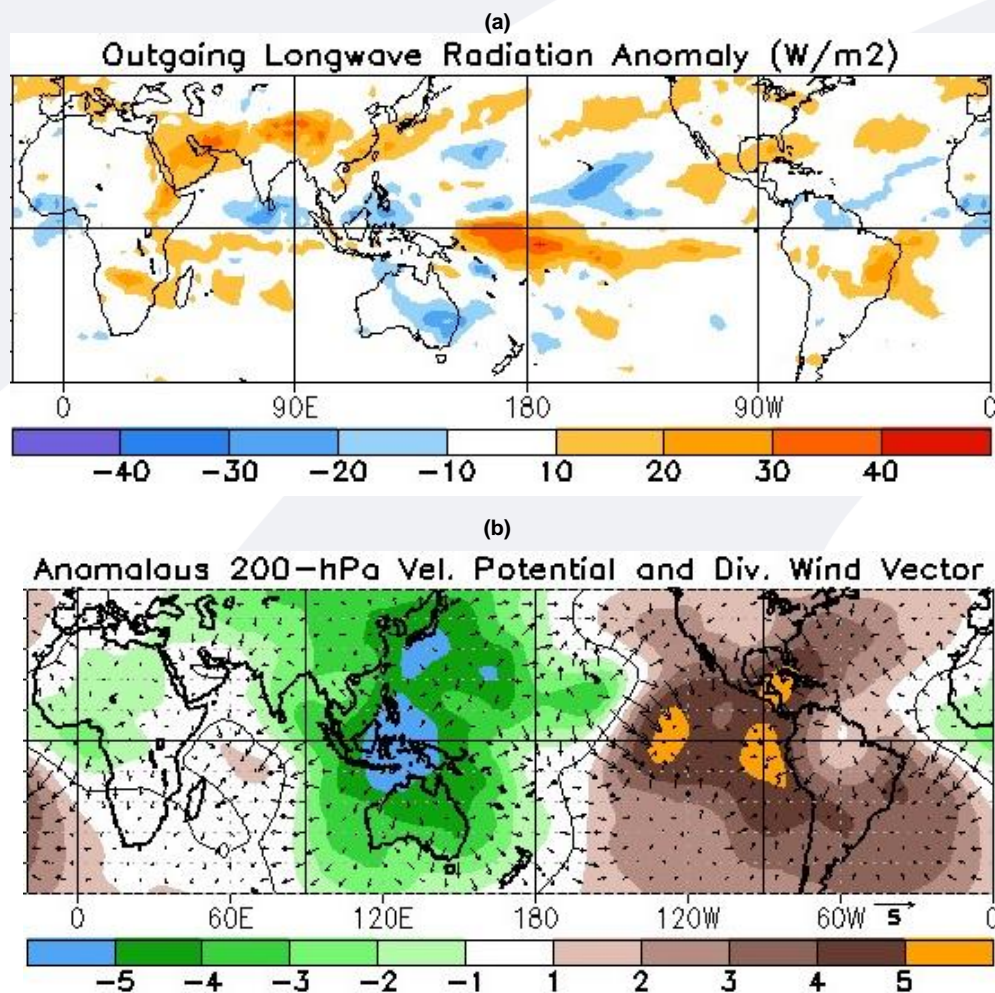 (a)
Outgoing Longwave Radiation Anomaly (W/m2)
0 90E 180 90W 0
-40 -30 -20 -10 10 20 30 40
(b)
Anomalaus 200-hPa Vel. Potential and Div. Wind Vector
0 60E 120E 180 120W 60W 5 0
-5 -4 -3 -2 -1 1 2 3 4 5